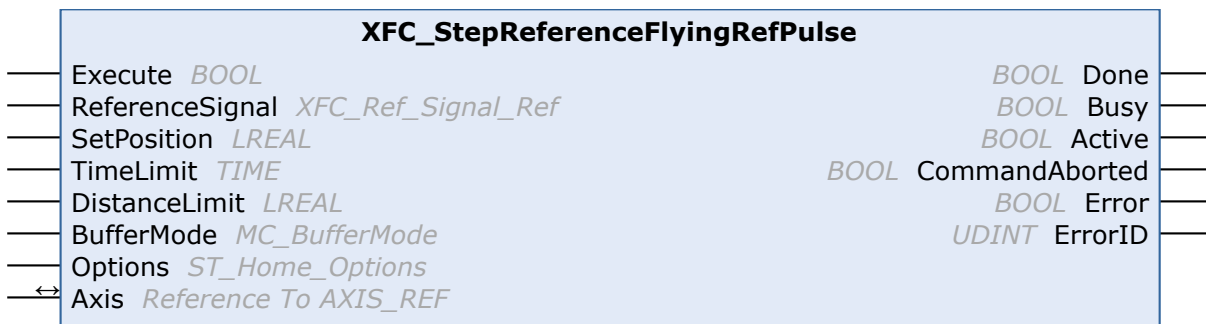 XFC_StepReferenceFlyingRefPulse
Execute BOOL BOOL Done
ReferenceSignal XFC_Ref_Signal_Ref BOOL Busy
SetPosition LREAL BOOL Active
TimeLimit TIME BOOL CommandAborted
DistanceLimit LREAL BOOL Error
BufferMode MC_BufferMode UDINT ErrorID
Options ST_Home_Options
↔ Axis Reference To AXIS_REF